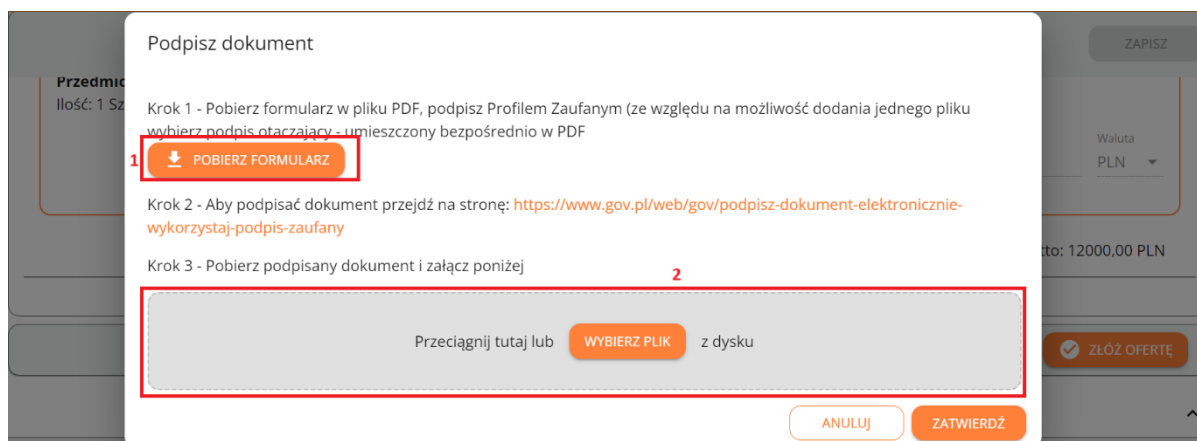 Podpisz dokument
ZAPISZ
Przedmio
Ilość: 1 Sz
Krok 1 - Pobierz formularz w pliku PDF, podpisz Profilem Zaufanym (ze względu na możliwość dodania jednego pliku
wybierz podpis otaczający - umieszczony bezpośrednio w PDF
Waluta
PLN
1
POBIERZ FORMULARZ
Krok 2 - Aby podpisać dokument przejdź na stronę: https://www.gov.pl/web/gov/podpisz-dokument-elektronicznie-
wykorzystaj-podpis-zaufany
:to: 12000,00 PLN
Krok 3 - Pobierz podpisany dokument i załącz poniżej
2
Przeciągnij tutaj lub WYBIERZ PLIK z dysku
ZŁÓŻ OFERTĘ
ANULUJ
ZATWIERDŹ